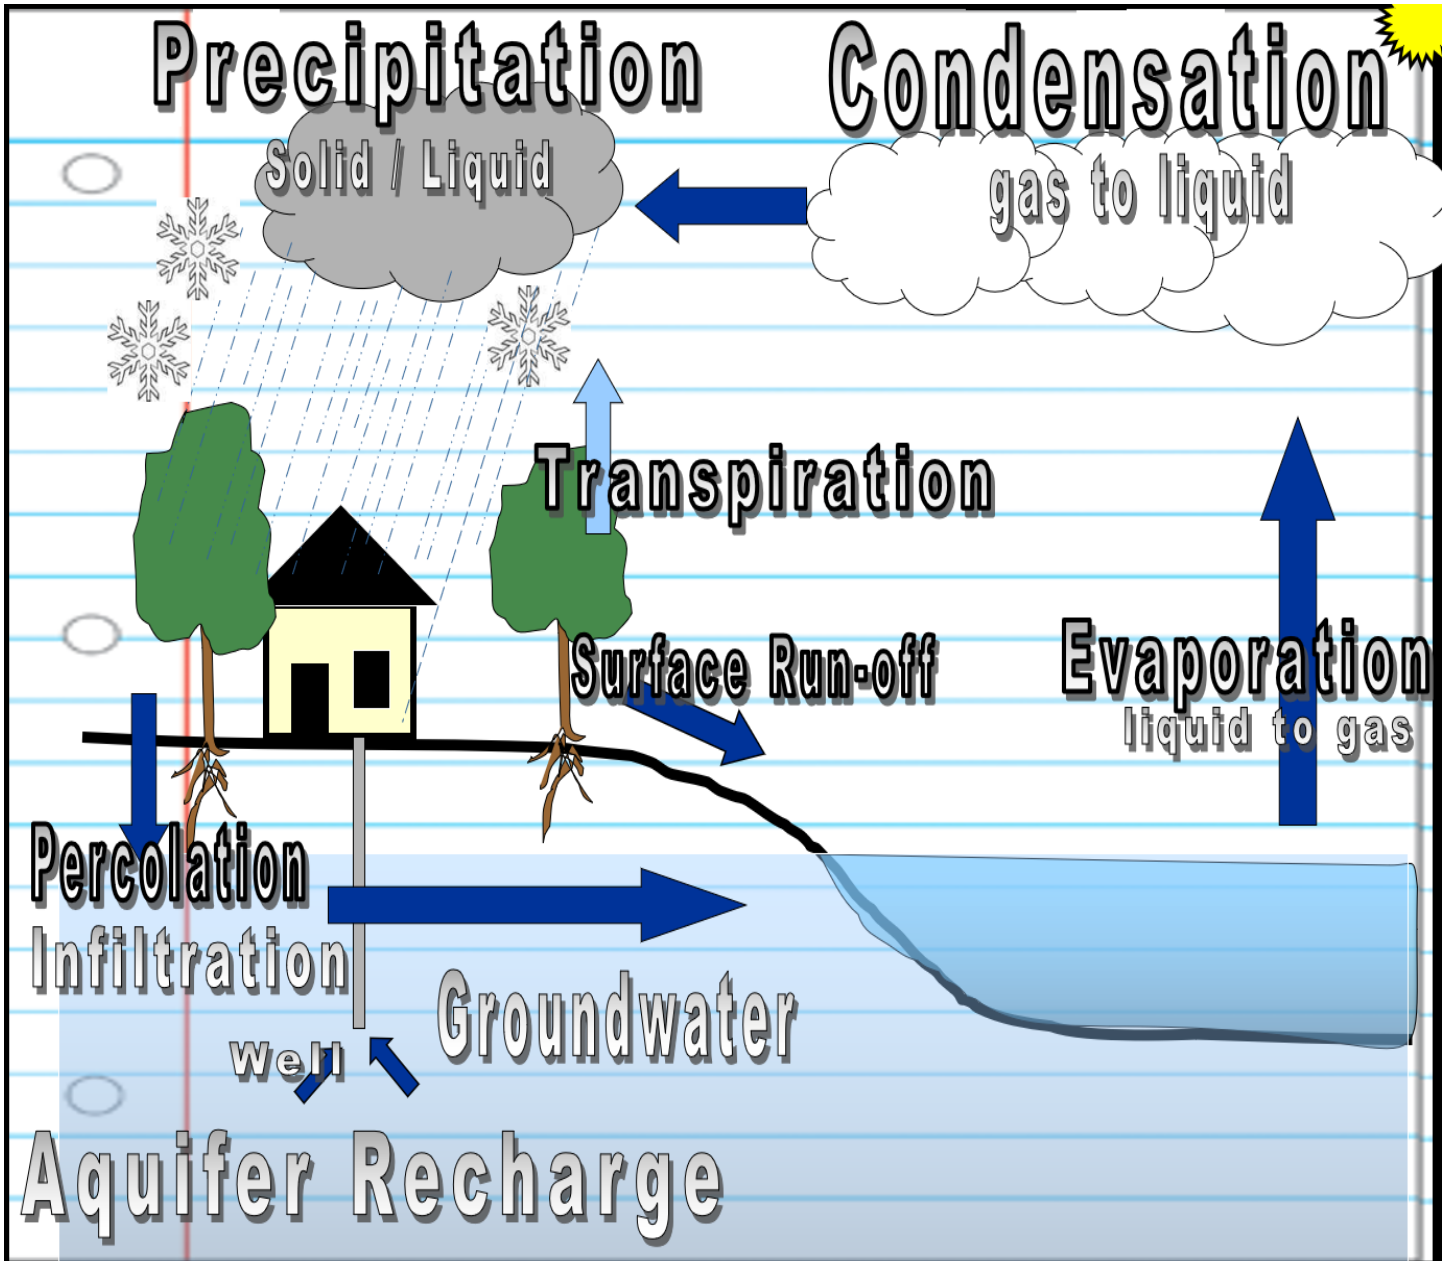 Precipitation
Solid / Liquid
Condensation
gas to liquid
Transpiration
Surface Run-off
Evaporation
liquid to gas
Percolation
Infiltration
Groundwater
Well
Aquifer Recharge